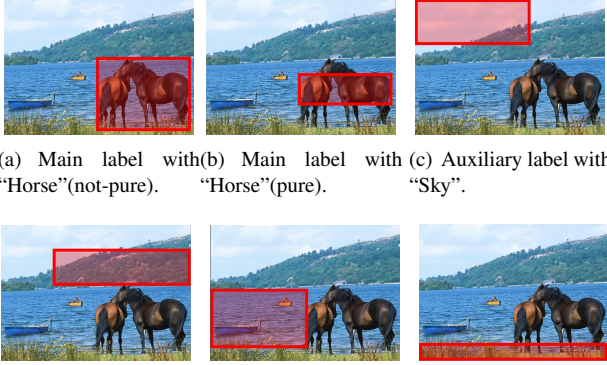 (a) Main label with (b) Main label with (c) Auxiliary label with
“Horse”(not-pure). “Horse”(pure). “Sky”.